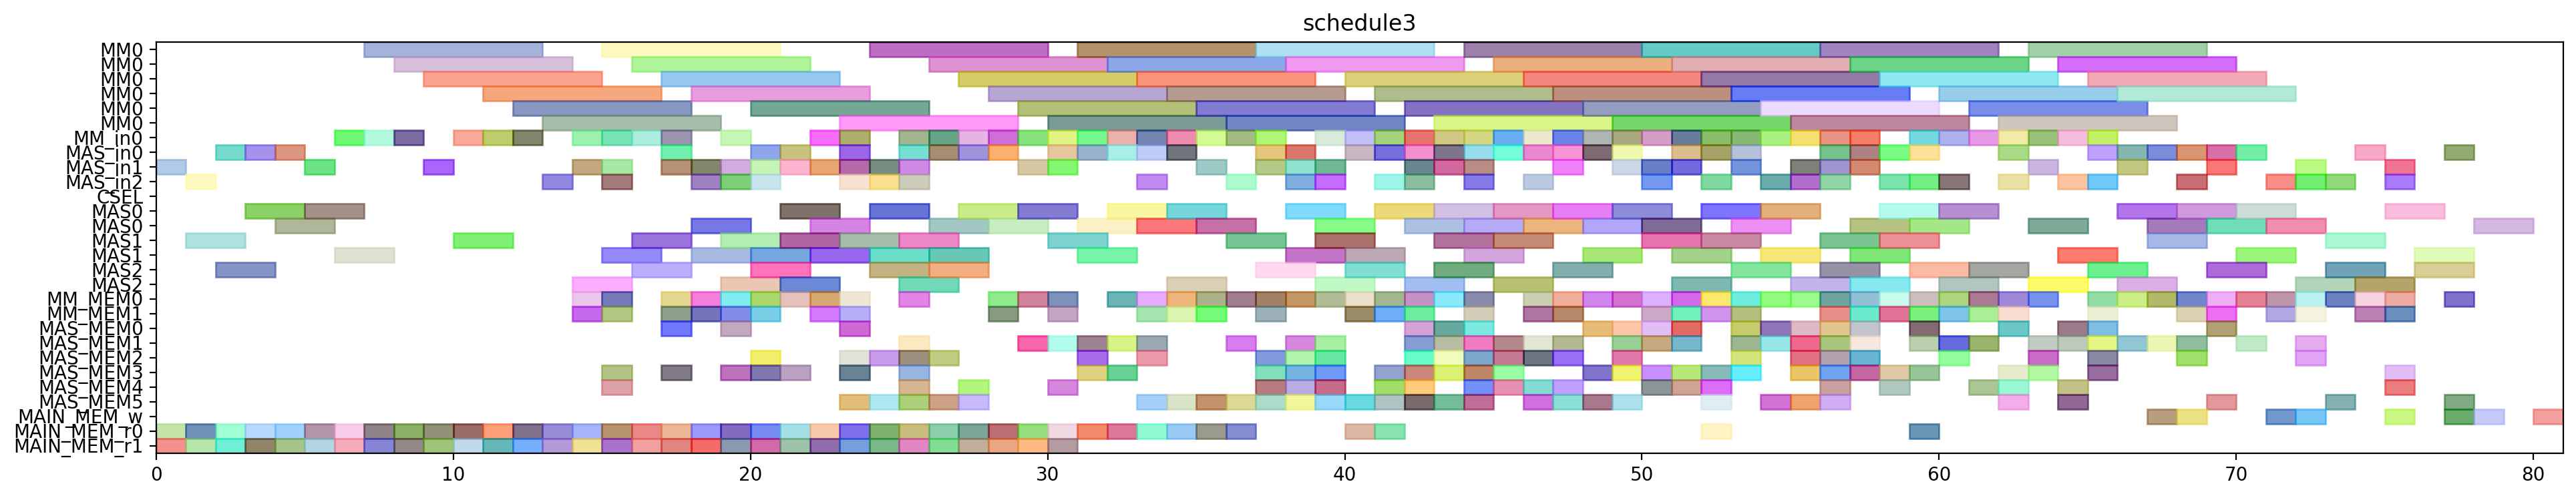 schedule3
MM0
MM0
MM0
MM0
MM0
MM0
MM_in0
MAS_in0
MAS_in1
MAS_in2
CSEL
MAS0
MAS0
MAS1
MAS1
MAS2
MAS2
MM_MEM0
MM_MEM1
MAS_MEM0
MAS_MEM1
MAS_MEM2
MAS_MEM3
MAS_MEM4
MAS_MEM5
MAIN_MEM_w
MAIN_MEM_r0
MAIN_MEM_r1
0 10 20 30 40 50 60 70 80